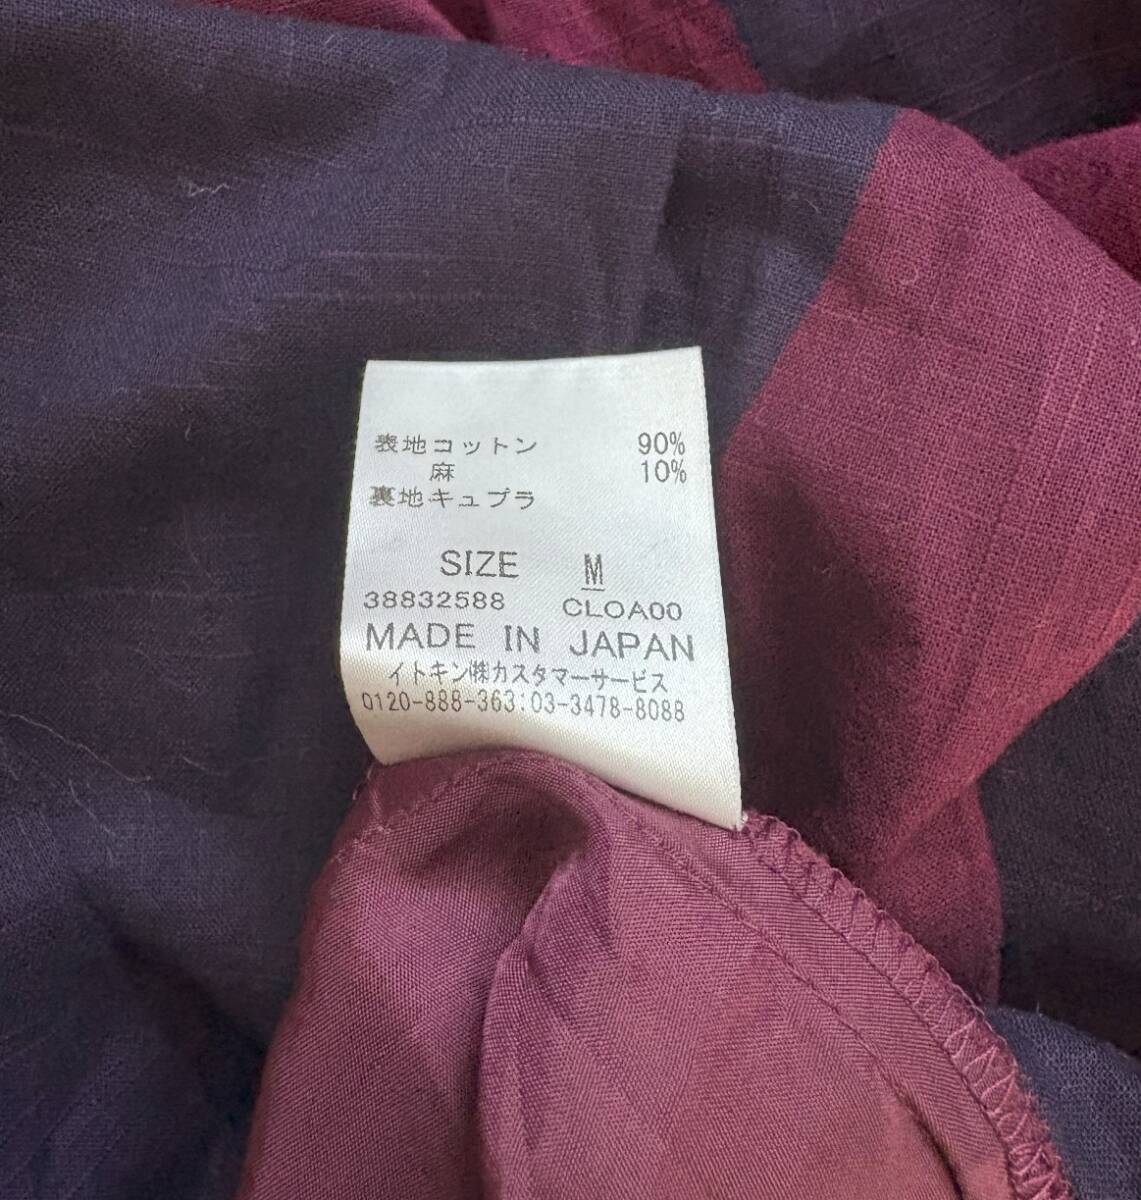 表地コットン 90%
麻 10%
裏地キュプラ
SIZE M
38832588 CLOA00
MADE IN JAPAN
イトキン㈱カスタマーサービス
0120-888-363:03-3478-8088